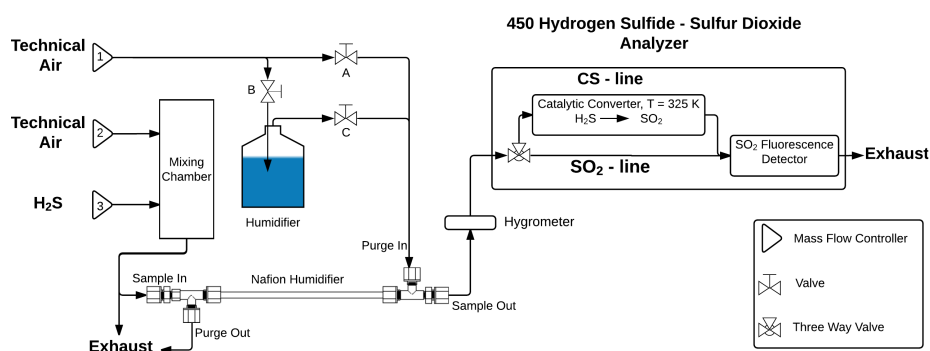 450 Hydrogen Sulfide - Sulfur Dioxide
Analyzer
Technical
Air
1
A
B
C
CS - line
Catalytic Converter, T = 325 K
H₂S SO₂
SO₂ Fluorescence
Detector
Exhaust
SO₂ - line
Technical
Air
2
Mixing
Chamber
H₂S
3
Humidifier
Hygrometer
Purge In
Sample In
Nafion Humidifier
Sample Out
Purge Out
Exhaust
Mass Flow Controller
Valve
Three Way Valve